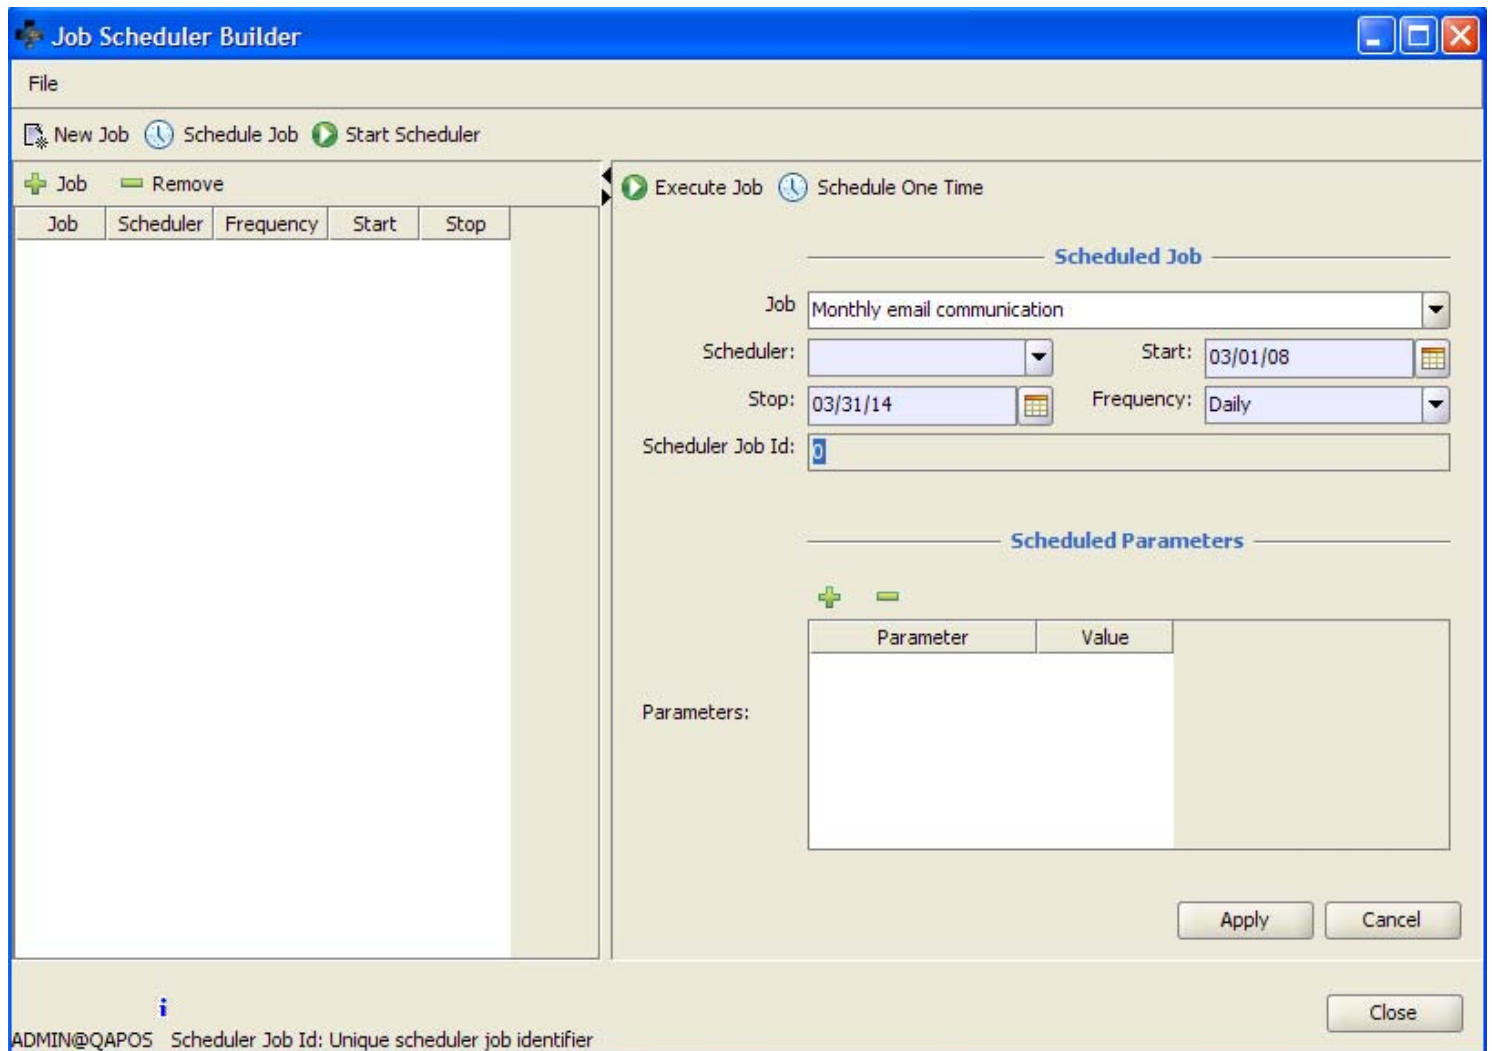 Job Scheduler Builder
File
New Job Schedule Job Start Scheduler
Job Remove
Job Scheduler Frequency Start Stop
Execute Job Schedule One Time
Scheduled Job
Job Monthly email communication
Scheduler: Start: 03/01/08
Stop: 03/31/14 Frequency: Daily
Scheduler Job Id: 0
Scheduled Parameters
Parameter Value
Parameters:
Apply Cancel
Close
ADMIN@QAPOS Scheduler Job Id: Unique scheduler job identifier